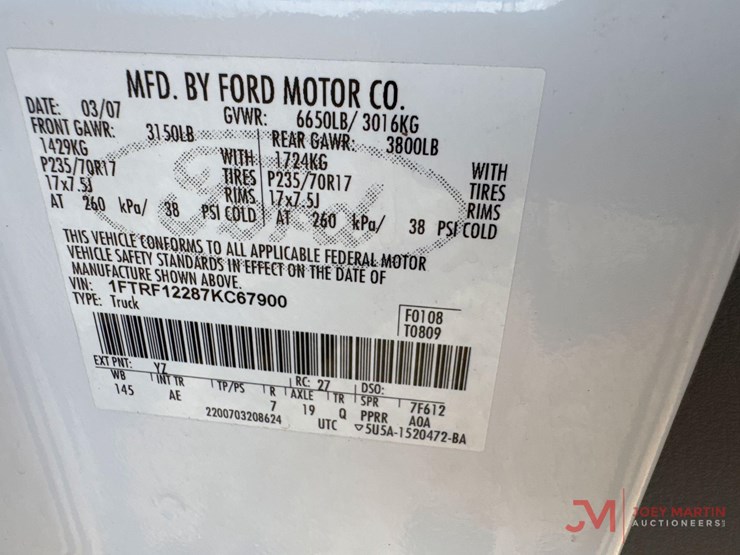 MFD. BY FORD MOTOR CO.
DATE: 03/07 GVWR: 6650LB/ 3016KG
FRONT GAWR: 3150LB REAR GAWR: 3800LB
1429KG WITH 1724KG WITH
P235/70R17 TIRES P235/70R17 TIRES
17x7.5J RIMS 17x7.5J RIMS
AT 260 kPa/ 38 PSI COLD AT 260 kPa/ 38 PSI COLD
Ford
THIS VEHICLE CONFORMS TO ALL APPLICABLE FEDERAL MOTOR
VEHICLE SAFETY STANDARDS IN EFFECT ON THE DATE OF
MANUFACTURE SHOWN ABOVE.
VIN: 1FTRF12287KC67900
TYPE: Truck
F0108
T0809
EXT PNT: YZ RC: 27 DSO:
WB INT TR TP/PS R AXLE TR SPR 7F612
145 AE 7 19 Q PPRR AOA
2200703208624 UTC ▽5U5A-1520472-BA
JM JOEY MARTIN
AUCTIONEERS